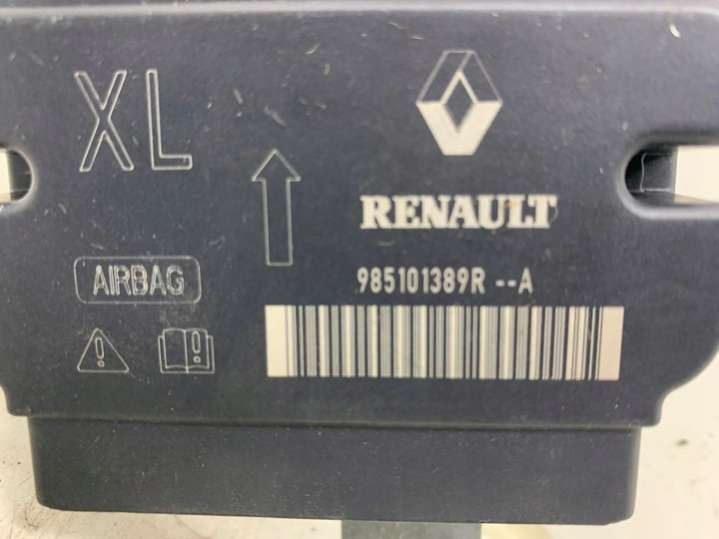 XL
RENAULT
AIRBAG
985101389R --A